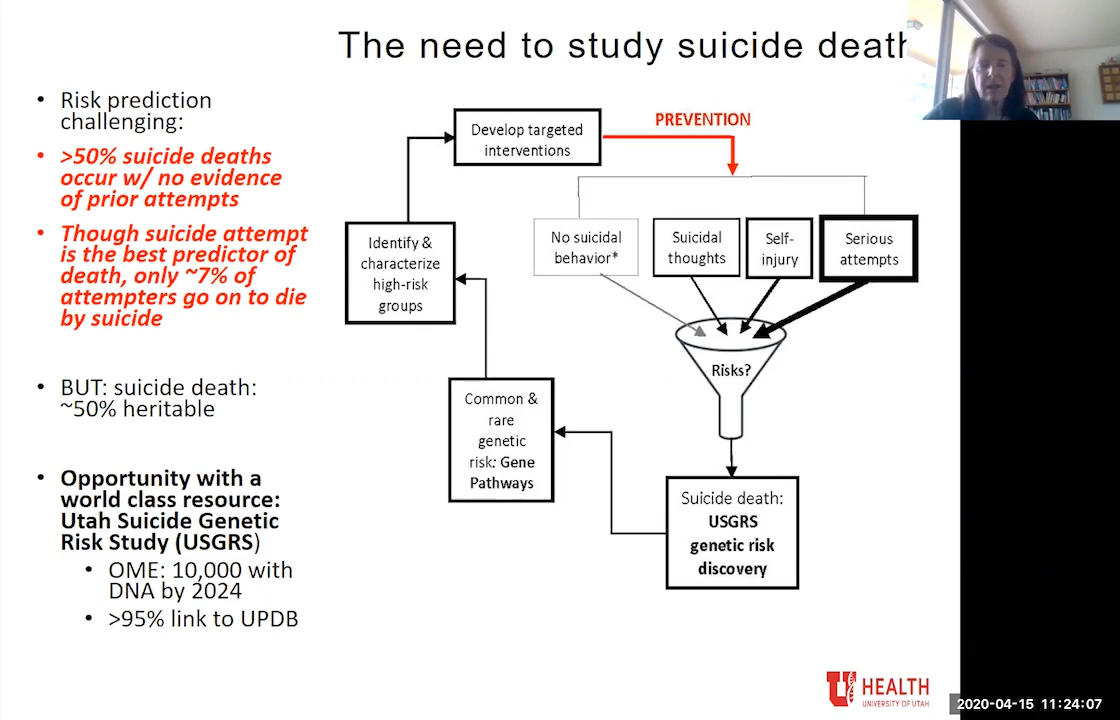 The need to study suicide death
• Risk prediction
challenging:
• >50% suicide deaths
occur w/ no evidence
of prior attempts
• Though suicide attempt
is the best predictor of
death, only ~7% of
attempters go on to die
by suicide
• BUT: suicide death:
~50% heritable
• Opportunity with a
world class resource:
Utah Suicide Genetic
Risk Study (USGRS)
• OME: 10,000 with
DNA by 2024
• >95% link to UPDB
Develop targeted
interventions
PREVENTION
Identify &
characterize
high-risk
groups
No suicidal
behavior*
Suicidal
thoughts
Self-
injury
Serious
attempts
Risks?
Common &
rare
genetic
risk: Gene
Pathways
Suicide death:
USGRS
genetic risk
discovery
U HEALTH
UNIVERSITY OF UTAH
2020-04-15 11:24:07